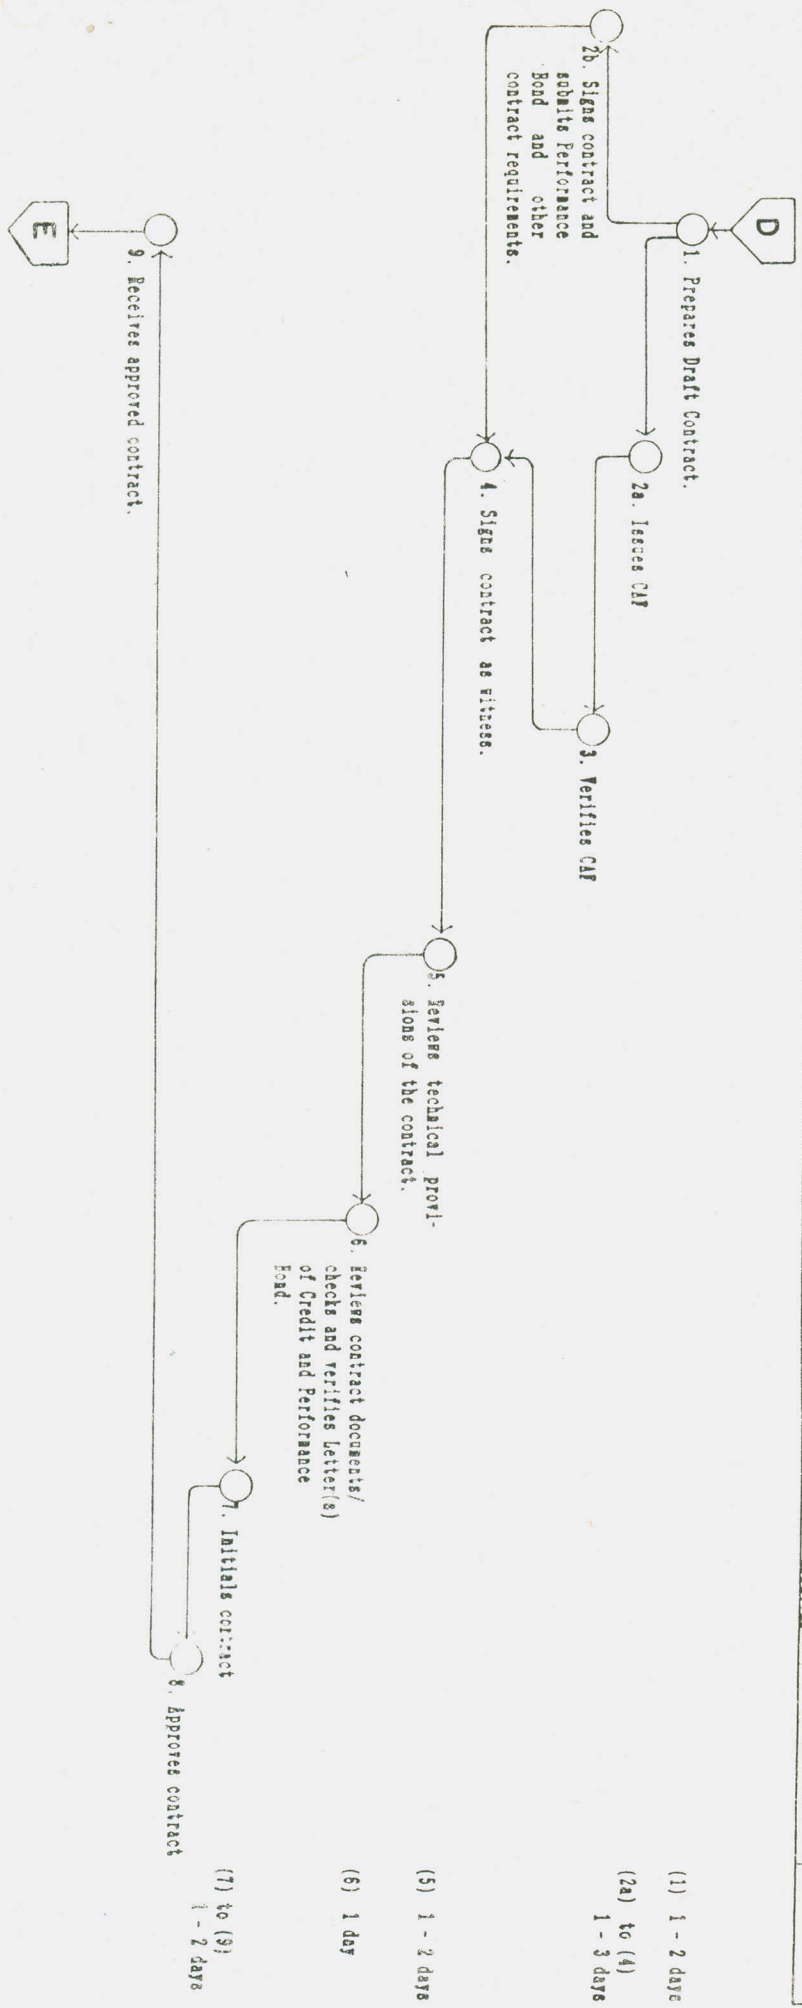 D
1. Prepares Draft Contract.
2a. Issues CAF
2b. Signs contract and
submits Performance
Bond and other
contract requirements.
3. Verifies CAF
4. Signs contract as witness.
5. Reviews technical provi-
sions of the contract.
6. Reviews contract documents/
checks and verifies Letter(s)
of Credit and Performance
Bond.
7. Initials contract
8. Approves contract
9. Receives approved contract.
E
(1) 1 - 2 days
(2a) to (4)
1 - 3 days
(5) 1 - 2 days
(6) 1 day
(7) to (9)
1 - 2 days